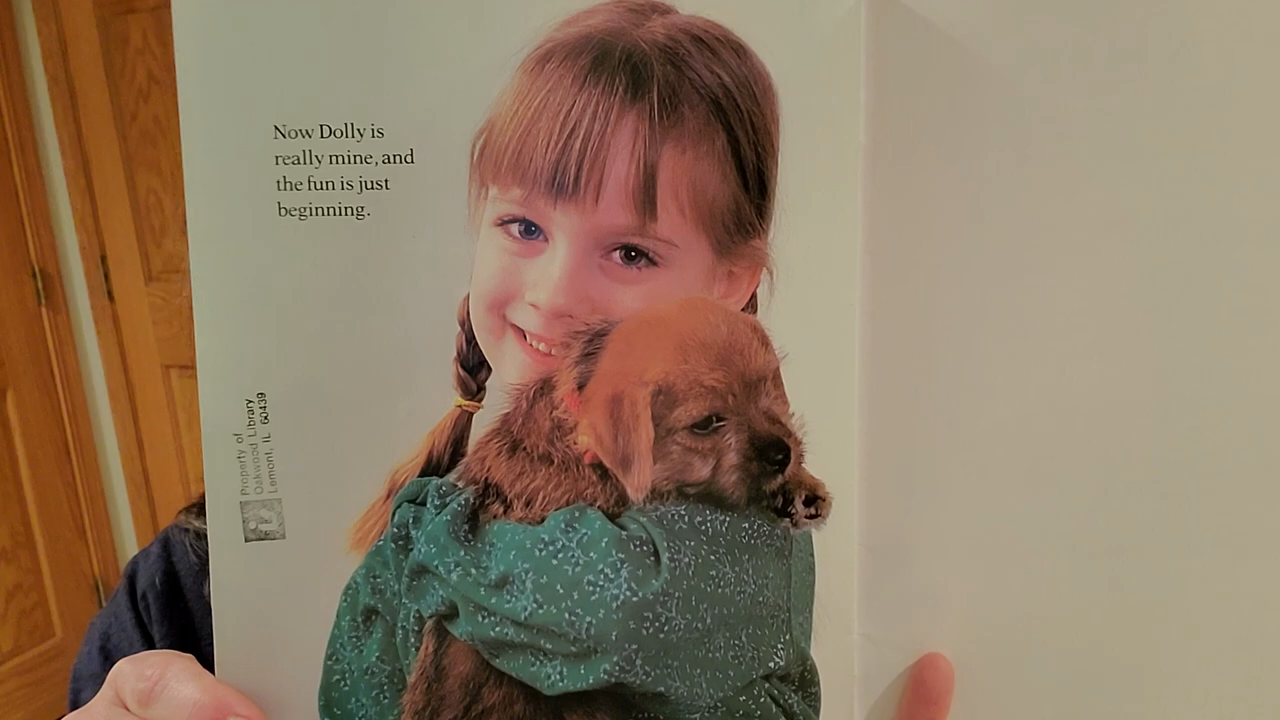 Now Dolly is
really mine, and
the fun is just
beginning.
Property of
Oakwood Library
Lemont, IL 60439